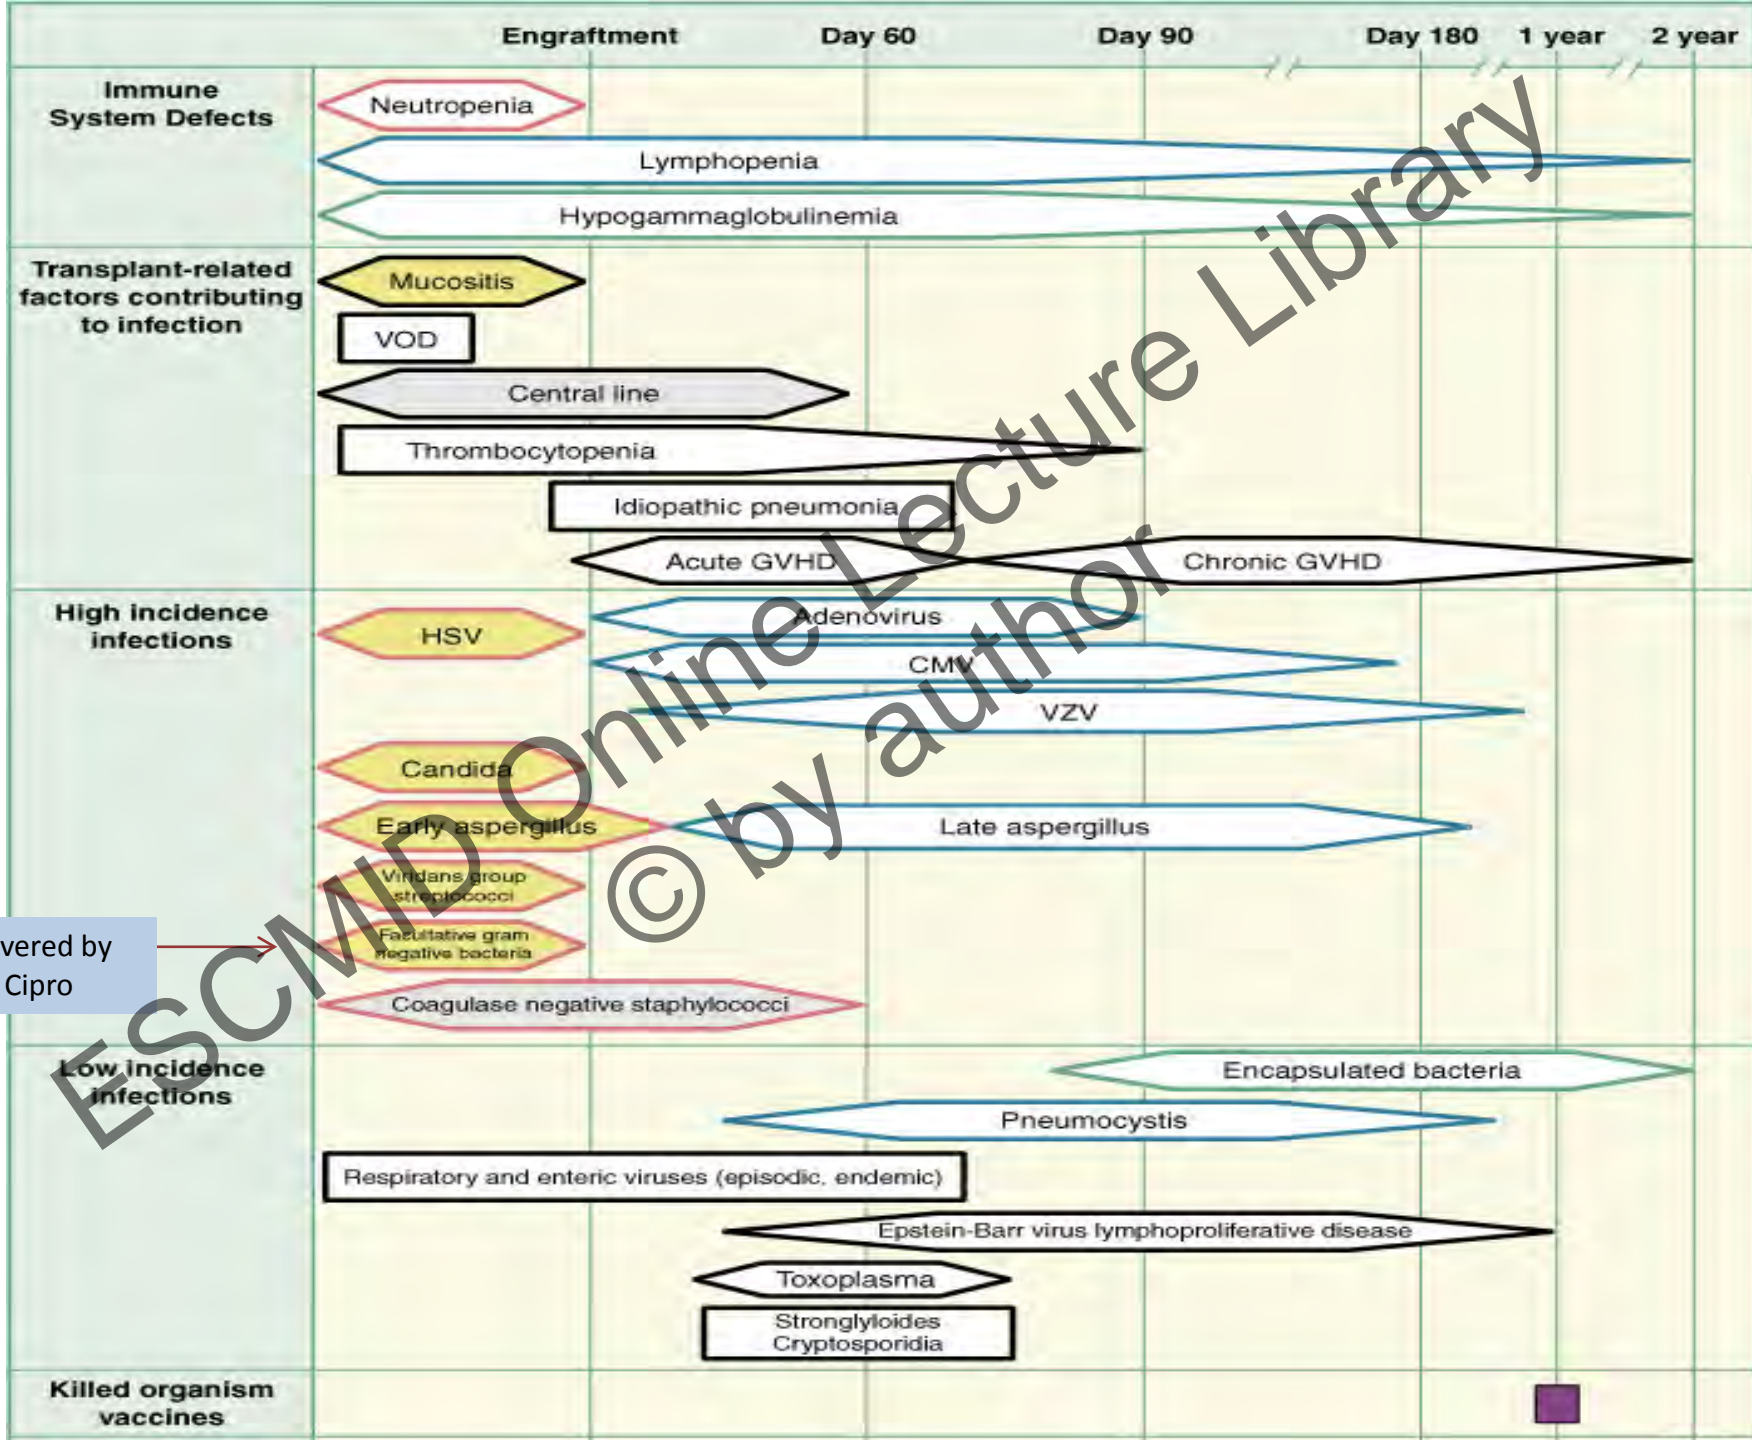 Engraftment Day 60 Day 90 Day 180 1 year 2 year
Immune
System Defects
Neutropenia
Lymphopenia
Hypogammaglobulinemia
Transplant-related
factors contributing
to infection
Mucositis
VOD
Central line
Thrombocytopenia
Idiopathic pneumonia
Acute GVHD
Chronic GVHD
High incidence
infections
HSV
Adenovirus
CMV
VZV
Candida
Early aspergillus
Late aspergillus
Viridans group
streptococci
Facultative gram
negative bacteria
vered by
Cipro
Coagulase negative staphylococci
Low incidence
infections
Encapsulated bacteria
Pneumocystis
Respiratory and enteric viruses (episodic, endemic)
Epstein-Barr virus lymphoproliferative disease
Toxoplasma
Stronglyloides
Cryptosporidia
Killed organism
vaccines
ESCMID Online Lecture Library
© by author